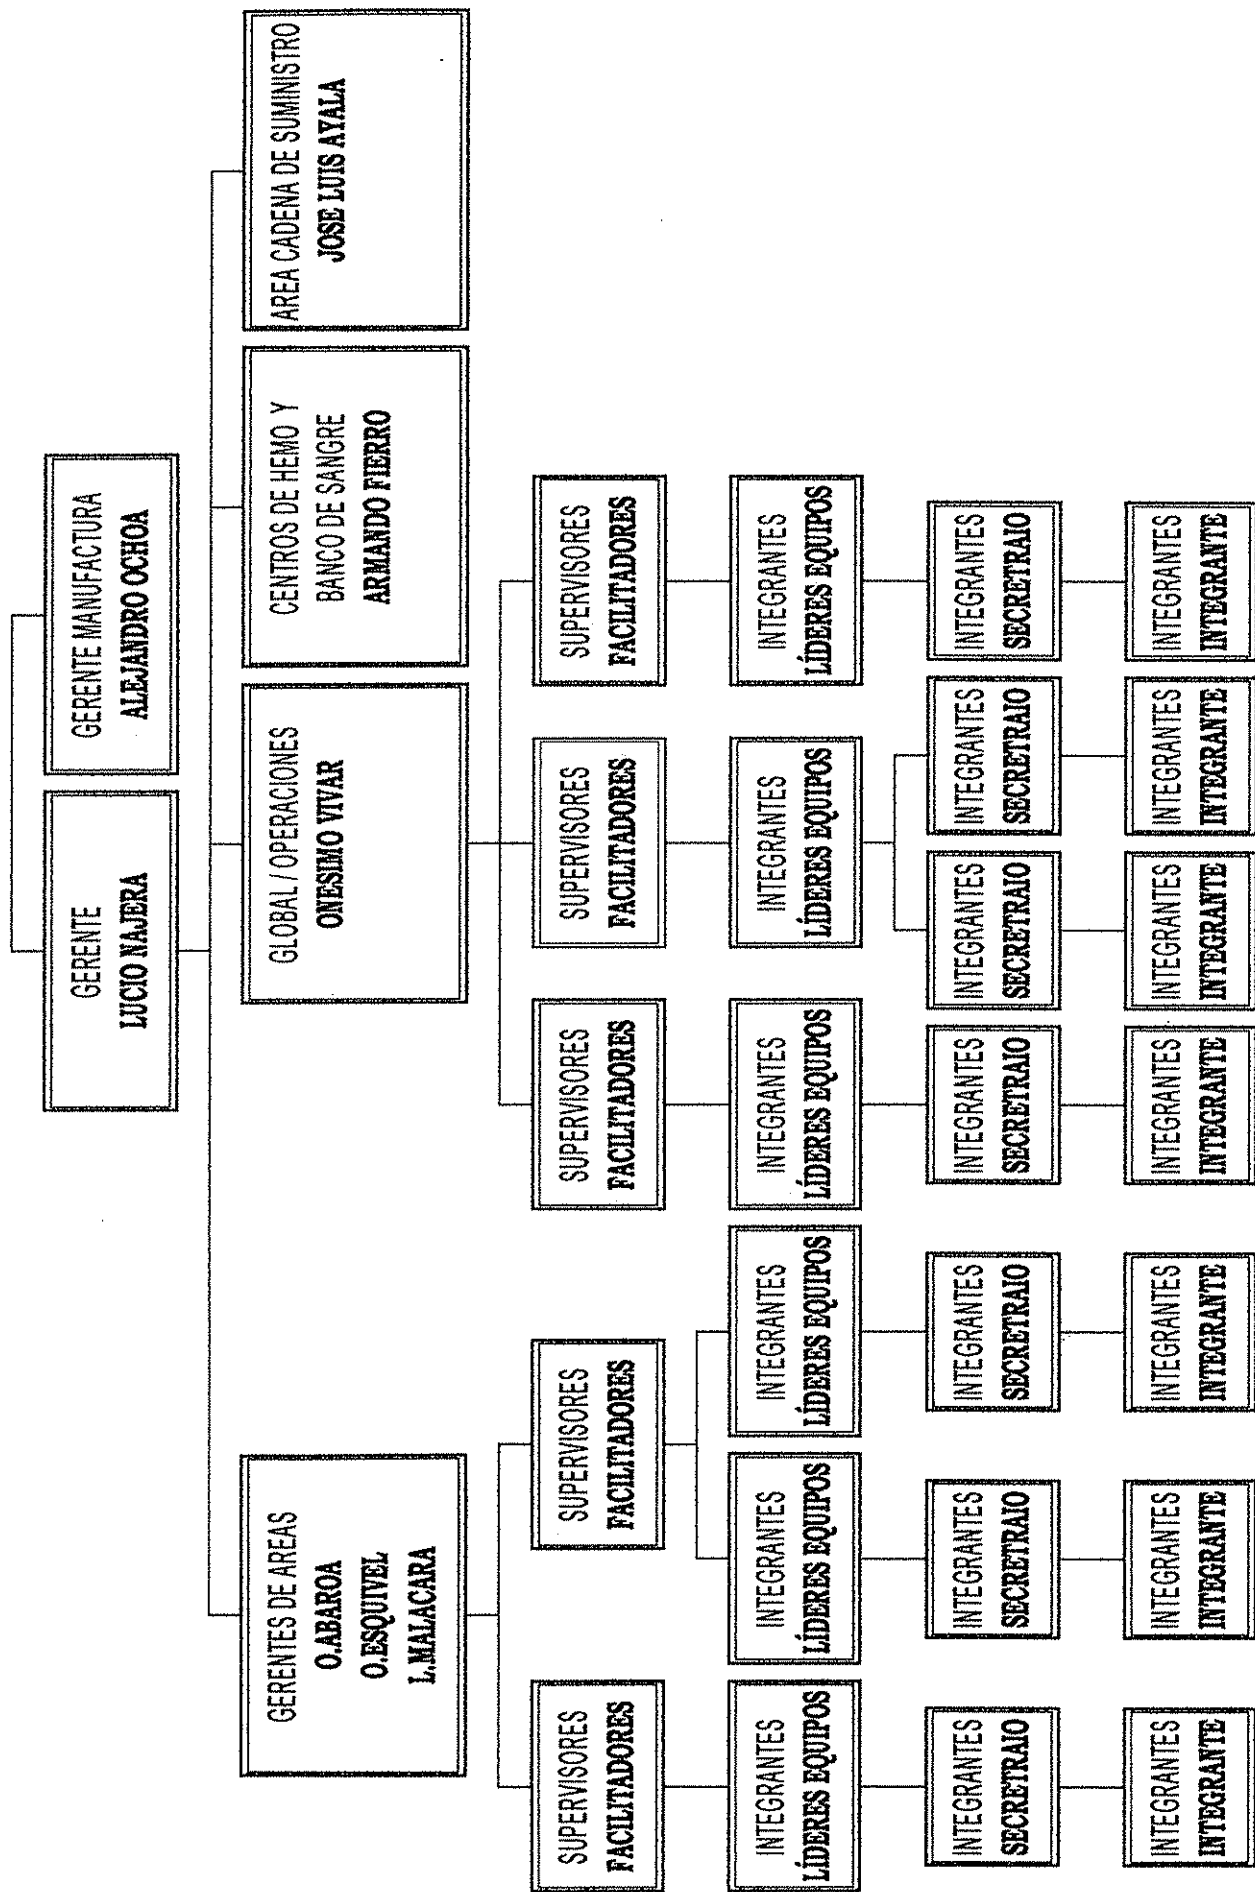 GERENTE
LUCIO NAJERA
GERENTE MANUFACTURA
ALEJANDRO OCHOA
GERENTES DE AREAS
O.ABAROA
O.ESQUIVEL
L.MALACARA
GLOBAL / OPERACIONES
ONESIMO VIVAR
CENTROS DE HEMO Y
BANCO DE SANGRE
ARMANDO FIERRO
AREA CADENA DE SUMINISTRO
JOSE LUIS AYALA
SUPERVISORES
FACILITADORES
SUPERVISORES
FACILITADORES
SUPERVISORES
FACILITADORES
SUPERVISORES
FACILITADORES
SUPERVISORES
FACILITADORES
INTEGRANTES
LÍDERES EQUIPOS
INTEGRANTES
LÍDERES EQUIPOS
INTEGRANTES
LÍDERES EQUIPOS
INTEGRANTES
LÍDERES EQUIPOS
INTEGRANTES
LÍDERES EQUIPOS
INTEGRANTES
LÍDERES EQUIPOS
INTEGRANTES
SECRETRAIO
INTEGRANTES
SECRETRAIO
INTEGRANTES
SECRETRAIO
INTEGRANTES
SECRETRAIO
INTEGRANTES
SECRETRAIO
INTEGRANTES
SECRETRAIO
INTEGRANTES
SECRETRAIO
INTEGRANTES
INTEGRANTE
INTEGRANTES
INTEGRANTE
INTEGRANTES
INTEGRANTE
INTEGRANTES
INTEGRANTE
INTEGRANTES
INTEGRANTE
INTEGRANTES
INTEGRANTE
INTEGRANTES
INTEGRANTE